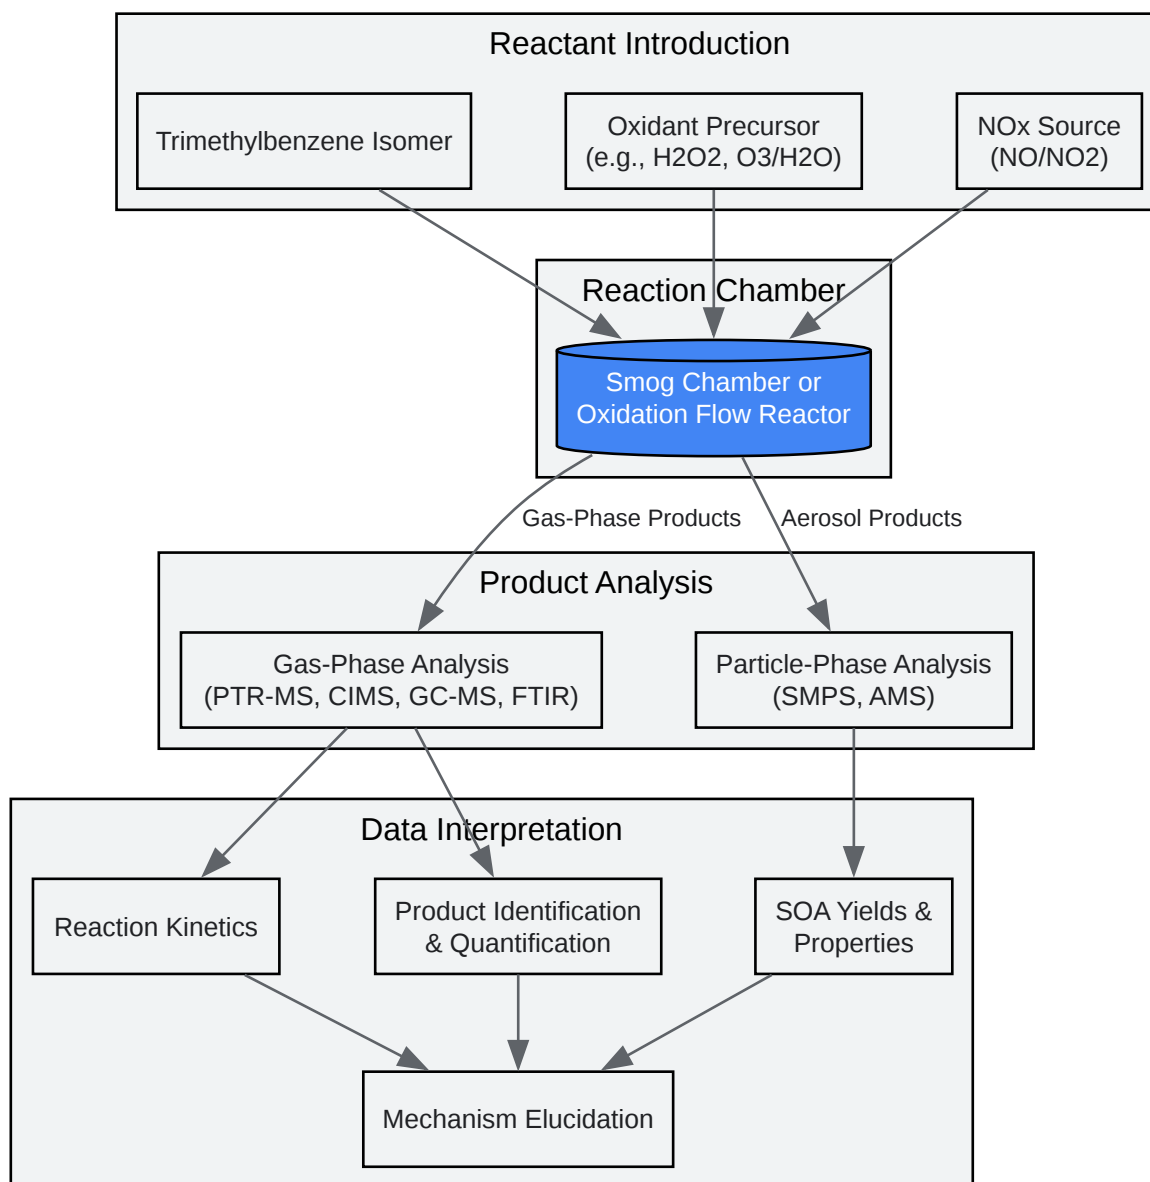 Reactant Introduction
Trimethylbenzene Isomer
Oxidant Precursor
(e.g., H2O2, O3/H2O)
NOx Source
(NO/NO2)
Reaction Chamber
Smog Chamber or
Oxidation Flow Reactor
Gas-Phase Products
Aerosol Products
Product Analysis
Gas-Phase Analysis
(PTR-MS, CIMS, GC-MS, FTIR)
Particle-Phase Analysis
(SMPS, AMS)
Data Interpretation
Reaction Kinetics
Product Identification
& Quantification
SOA Yields &
Properties
Mechanism Elucidation